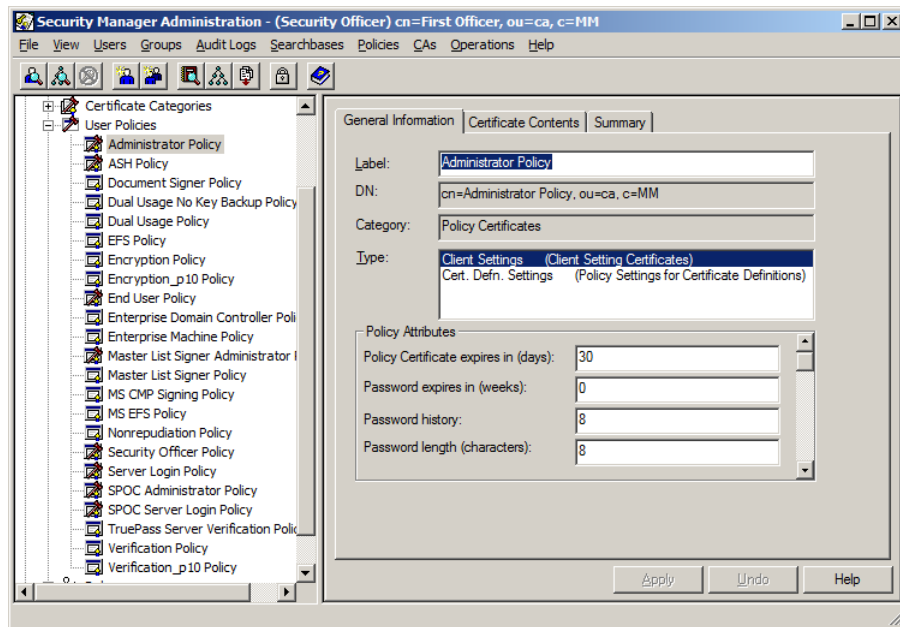 Security Manager Administration - (Security Officer) cn=First Officer, ou=ca, c=MM
File View Users Groups Audit Logs Searchbases Policies CAs Operations Help
Certificate Categories
User Policies
Administrator Policy
ASH Policy
Document Signer Policy
Dual Usage No Key Backup Policy
Dual Usage Policy
EFS Policy
Encryption Policy
Encryption_p10 Policy
End User Policy
Enterprise Domain Controller Poli
Enterprise Machine Policy
Master List Signer Administrator
Master List Signer Policy
MS CMP Signing Policy
MS EFS Policy
Nonrepudiation Policy
Security Officer Policy
Server Login Policy
SPOC Administrator Policy
SPOC Server Login Policy
TruePass Server Verification Polic
Verification Policy
Verification_p10 Policy
General Information Certificate Contents Summary
Label: Administrator Policy
DN: cn=Administrator Policy, ou=ca, c=MM
Category: Policy Certificates
Type: Client Settings (Client Setting Certificates)
Cert. Defn. Settings (Policy Settings for Certificate Definitions)
Policy Attributes
Policy Certificate expires in (days): 30
Password expires in (weeks): 0
Password history: 8
Password length (characters): 8
Apply Undo Help